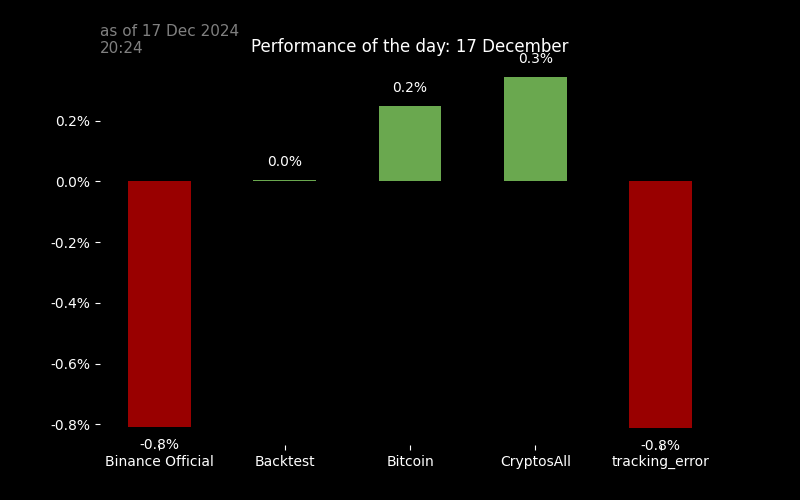 as of 17 Dec 2024
20:24
Performance of the day: 17 December
0.3%
0.2%
0.2%
0.0%
0.0%
-0.2%
-0.4%
-0.6%
-0.8%
-0.8%
-0.8%
Binance Official
Backtest
Bitcoin
CryptosAll
tracking_error